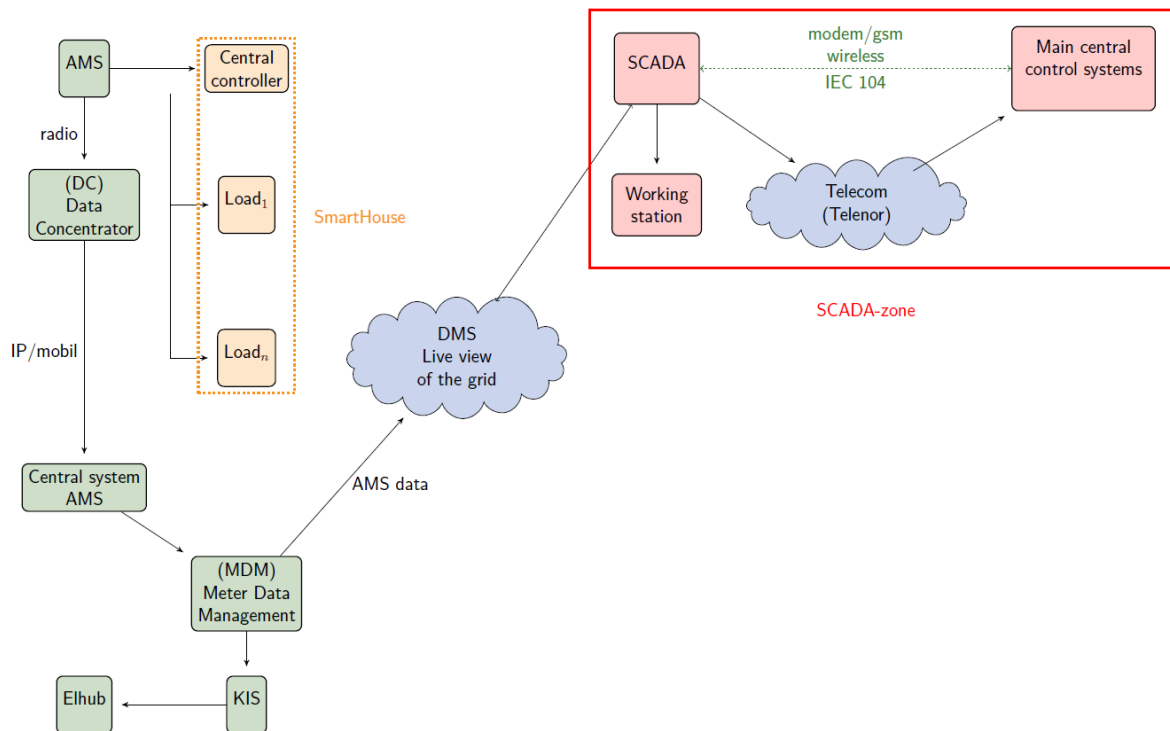 AMS
Central
controller
radio
(DC)
Data
Concentrator
Load₁
SmartHouse
IP/mobil
Loadₙ
Central system
AMS
(MDM)
Meter Data
Management
Elhub
KIS
AMS data
DMS
Live view
of the grid
SCADA
modem/gsm
wireless
IEC 104
Main central
control systems
Working
station
Telecom
(Telenor)
SCADA-zone